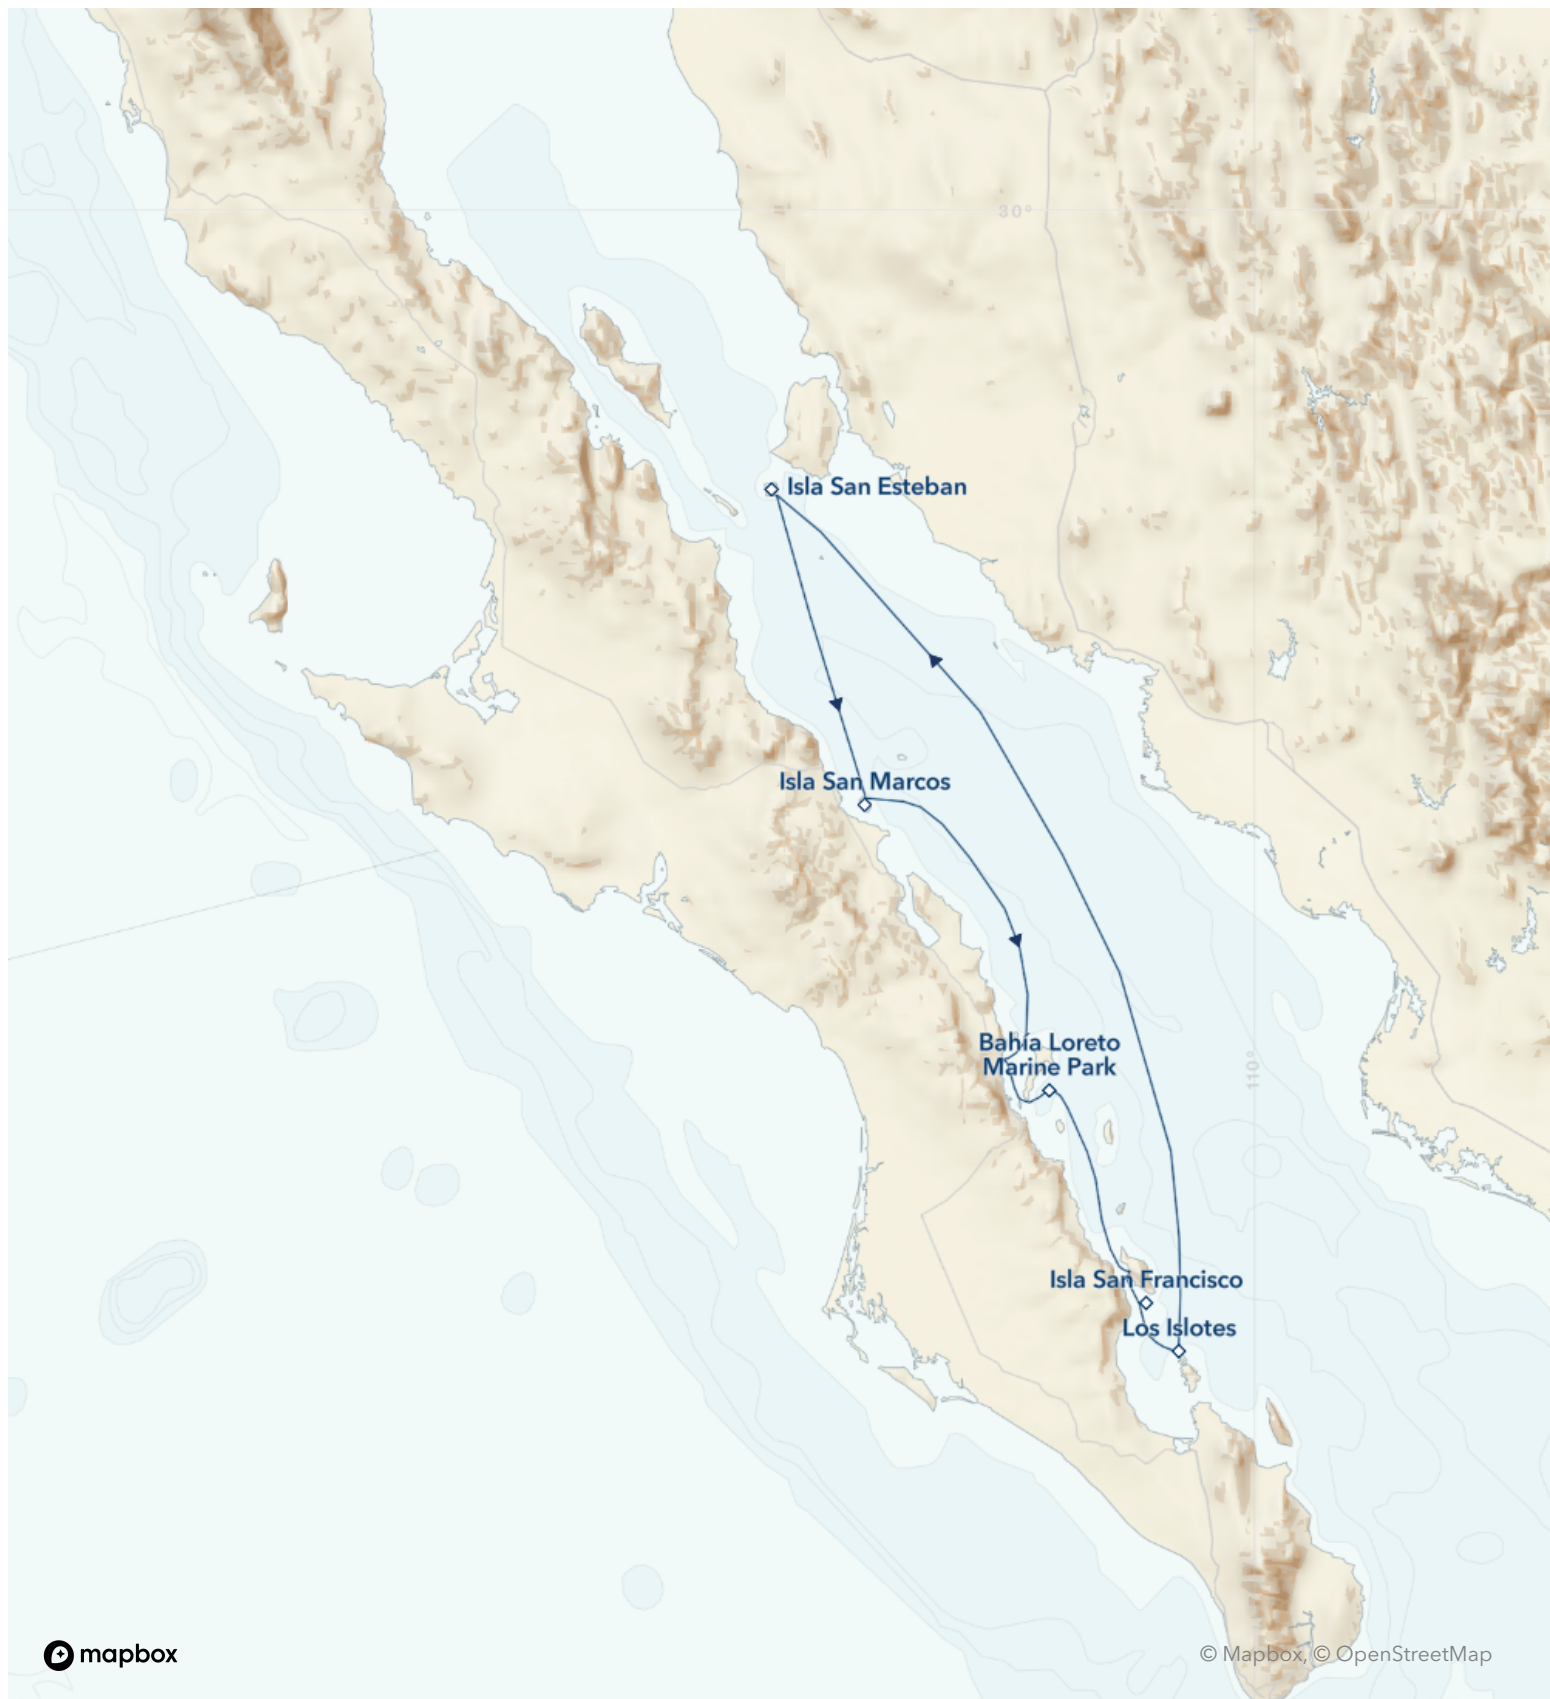 30°
Isla San Esteban
Isla San Marcos
Bahía Loreto
Marine Park
110°
Isla San Francisco
Los Islotes
mapbox
© Mapbox, © OpenStreetMap